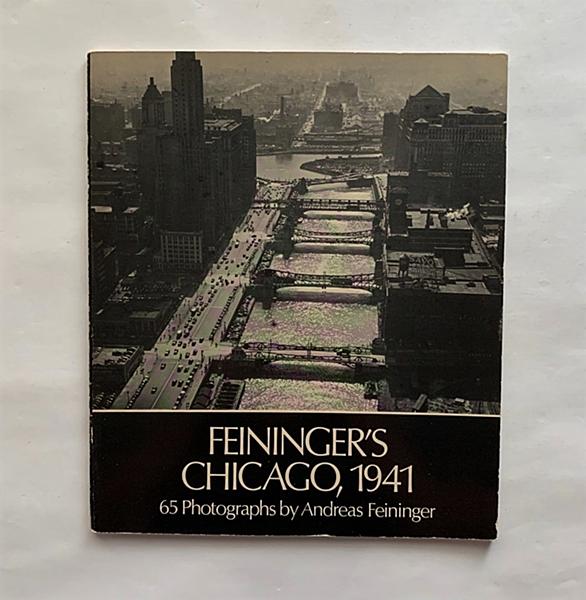 FEININGER'S
CHICAGO, 1941
65 Photographs by Andreas Feininger